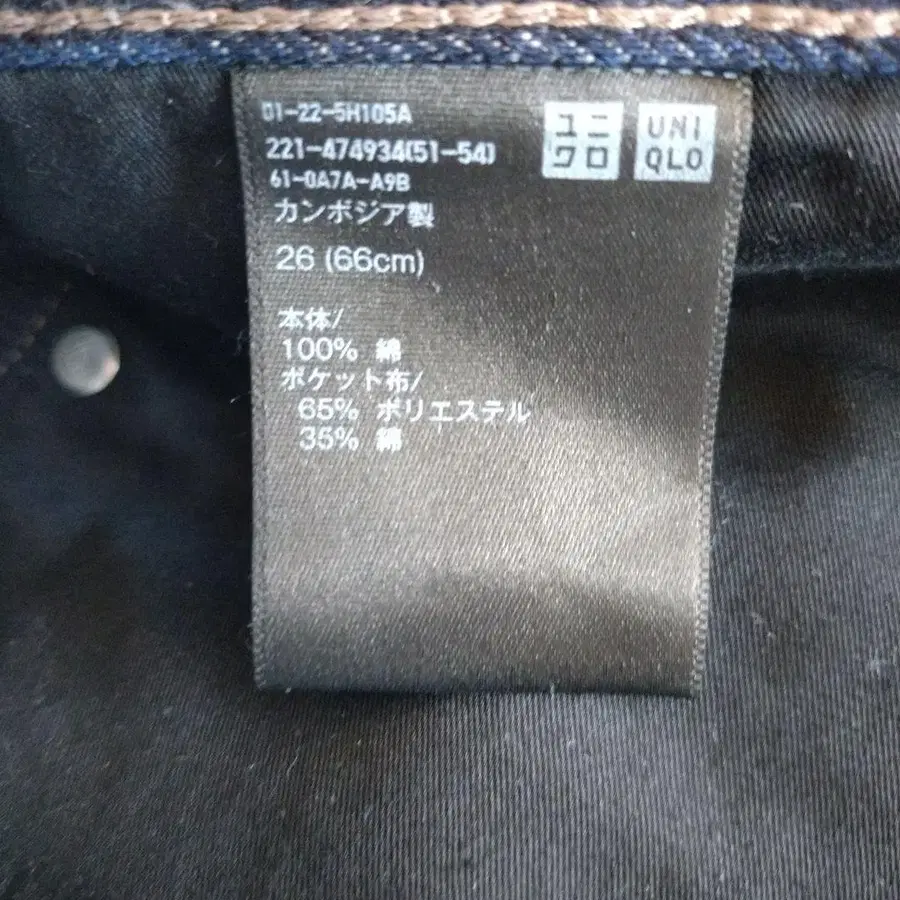 01-22-5H105A
221-474934(51-54)
61-0A7A-A9B
カンボジア製
26 (66cm)
本体/
100% 綿
ポケット布/
65% ポリエステル
35% 綿
ユニ
クロ
UNI
QLO